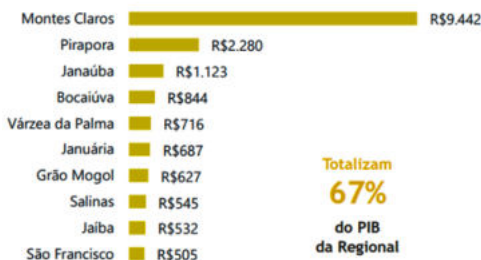 Montes Claros R$9.442
Pirapora R$2.280
Janaúba R$1.123
Bocaiúva R$844
Várzea da Palma R$716
Januária R$687
Grão Mogol R$627
Salinas R$545
Jaíba R$532
São Francisco R$505
Totalizam
67%
do PIB
da Regional